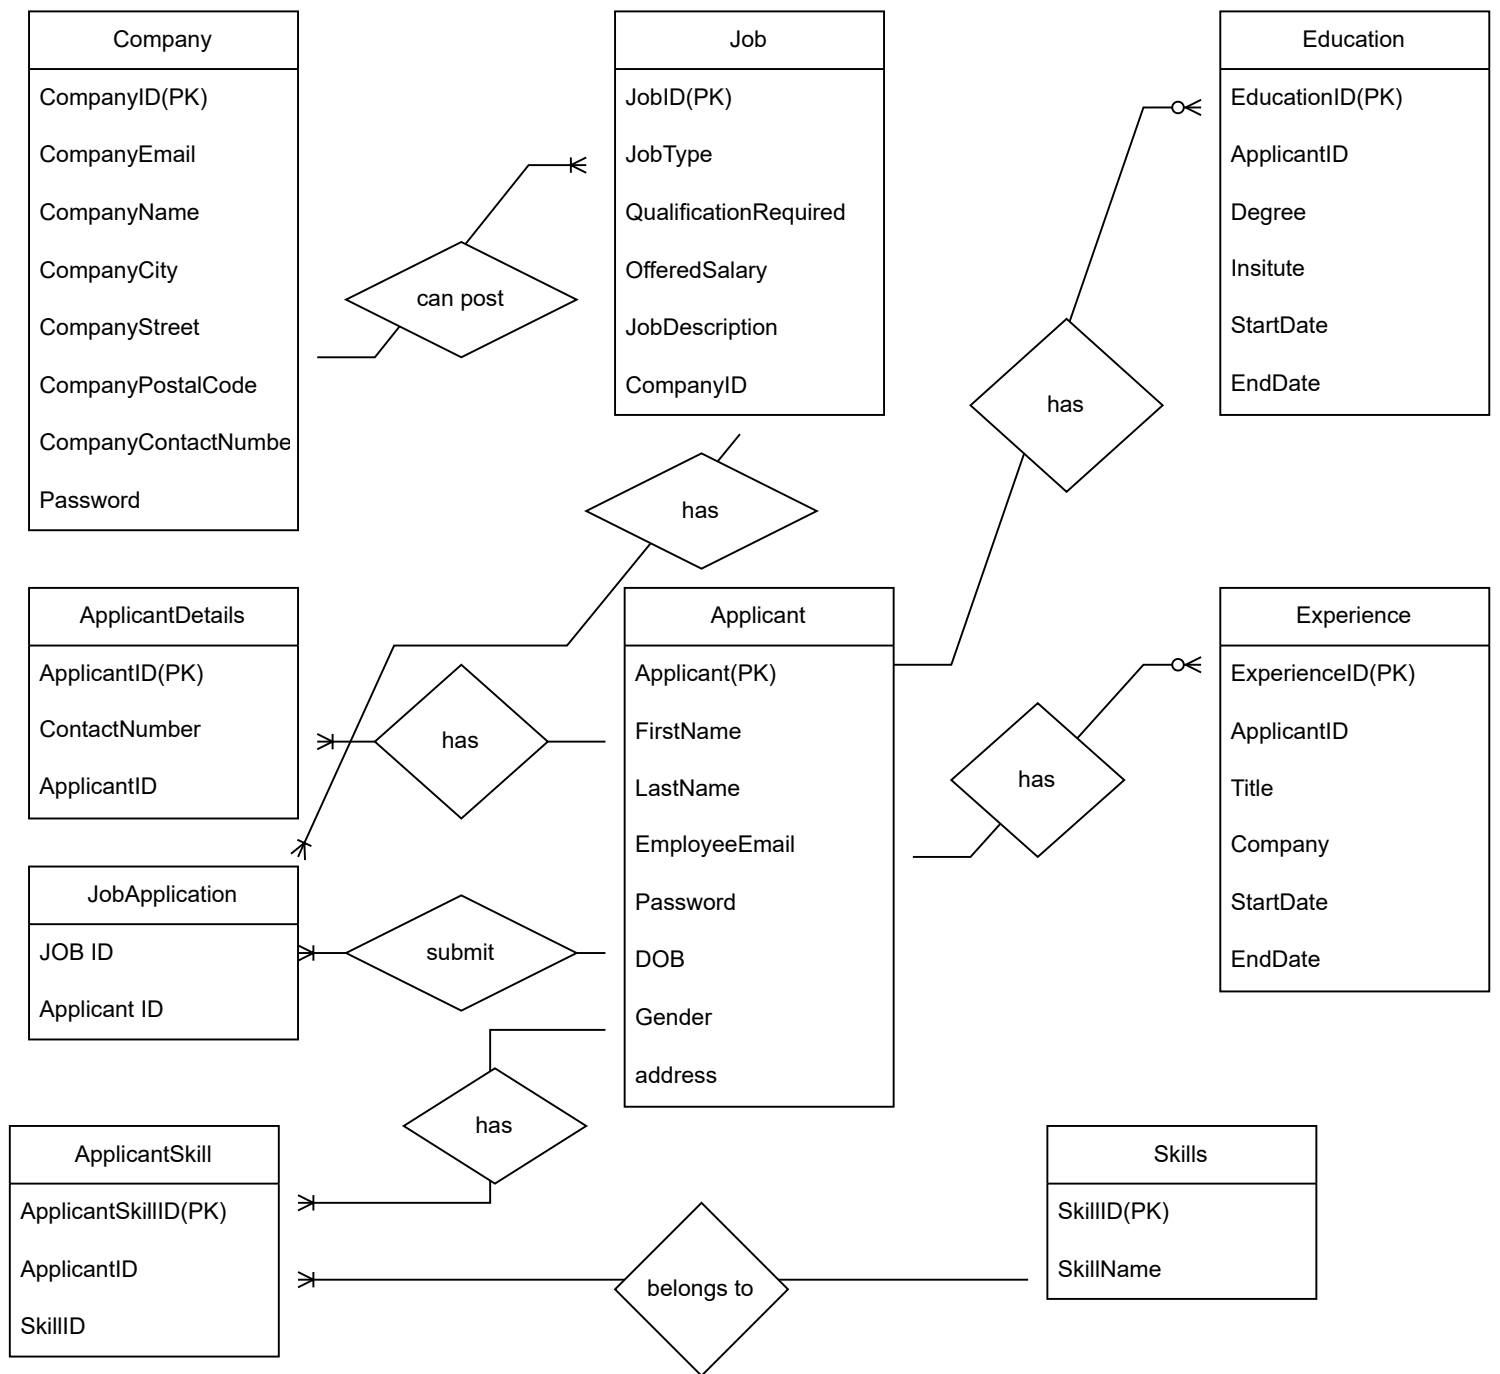 Company
CompanyID(PK)
CompanyEmail
CompanyName
CompanyCity
CompanyStreet
CompanyPostalCode
CompanyContactNumbe
Password
can post
Job
JobID(PK)
JobType
QualificationRequired
OfferedSalary
JobDescription
CompanyID
Education
EducationID(PK)
ApplicantID
Degree
Insitute
StartDate
EndDate
has
has
ApplicantDetails
ApplicantID(PK)
ContactNumber
ApplicantID
has
Applicant
Applicant(PK)
FirstName
LastName
EmployeeEmail
Password
DOB
Gender
address
has
Experience
ExperienceID(PK)
ApplicantID
Title
Company
StartDate
EndDate
JobApplication
JOB ID
Applicant ID
submit
has
ApplicantSkill
ApplicantSkillID(PK)
ApplicantID
SkillID
belongs to
Skills
SkillID(PK)
SkillName